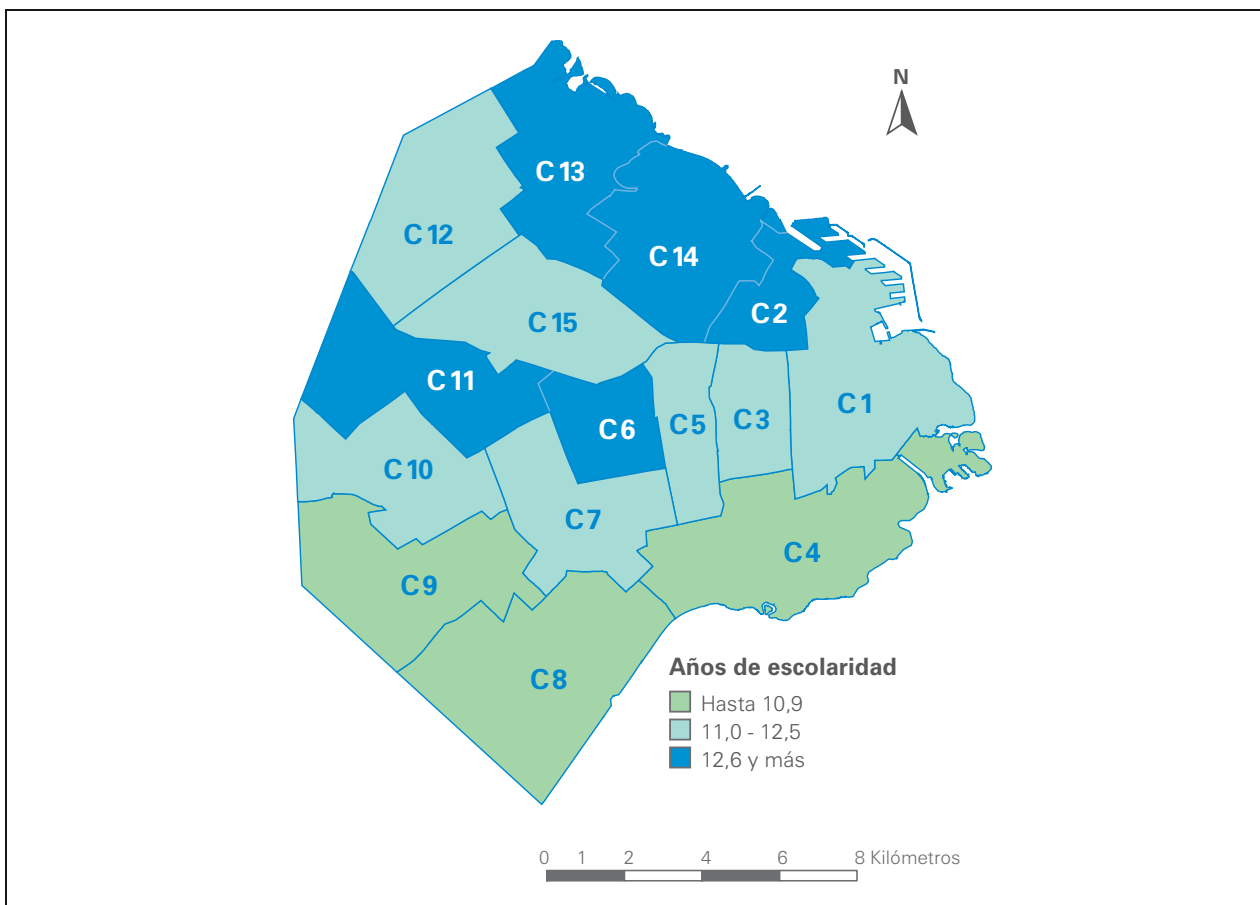 N
C 13
C 12
C 14
C 2
C 15
C 11
C 6
C 5
C 3
C 1
C 10
C 7
C 4
C 9
C 8
Años de escolaridad
Hasta 10,9
11,0 - 12,5
12,6 y más
0 1 2 4 6 8 Kilómetros